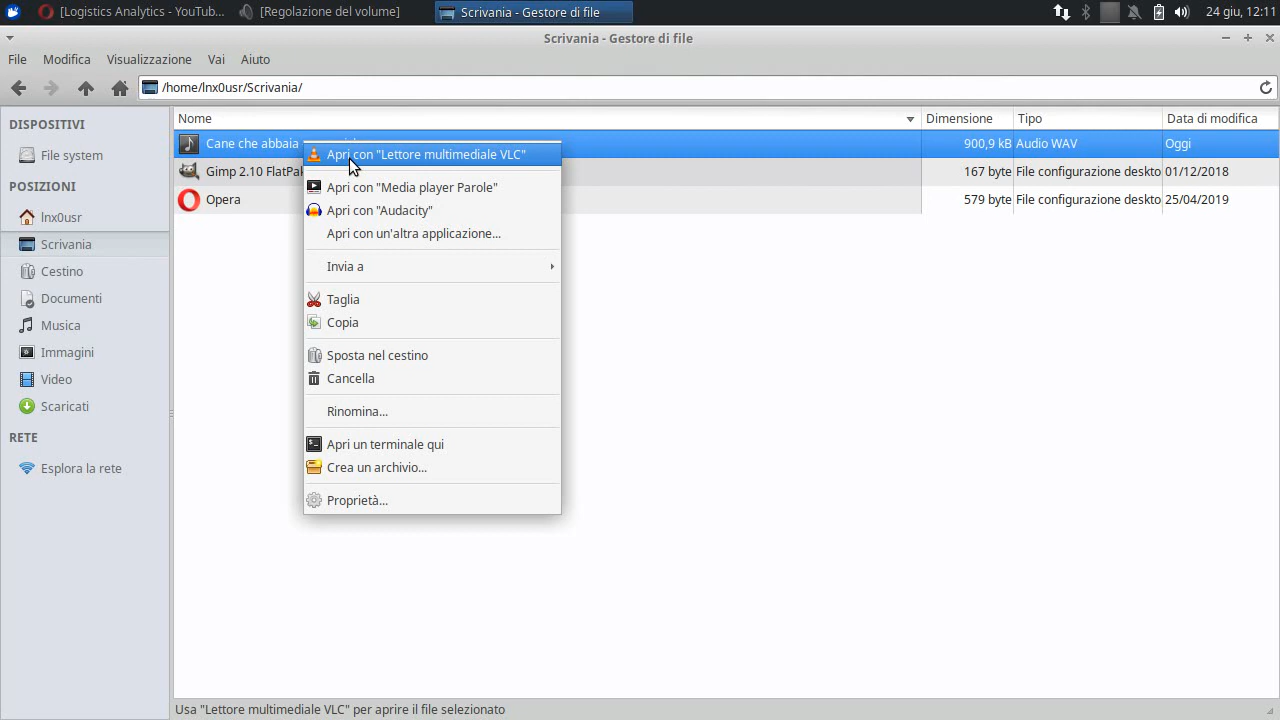 [Logistics Analytics - YouTub... [Regolazione del volume] Scrivania - Gestore di file 24 giu, 12:11
Scrivania - Gestore di file
File Modifica Visualizzazione Vai Aiuto
/home/lnx0usr/Scrivania/
DISPOSITIVI
File system
POSIZIONI
lnx0usr
Scrivania
Cestino
Documenti
Musica
Immagini
Video
Scaricati
RETE
Esplora la rete
Nome Dimensione Tipo Data di modifica
Cane che abbaia 900,9 kB Audio WAV Oggi
Gimp 2.10 FlatPak 167 byte File configurazione deskto 01/12/2018
Opera 579 byte File configurazione deskto 25/04/2019
Apri con "Lettore multimediale VLC"
Apri con "Media player Parole"
Apri con "Audacity"
Apri con un'altra applicazione...
Invia a
Taglia
Copia
Sposta nel cestino
Cancella
Rinomina...
Apri un terminale qui
Crea un archivio...
Proprietà...
Usa "Lettore multimediale VLC" per aprire il file selezionato